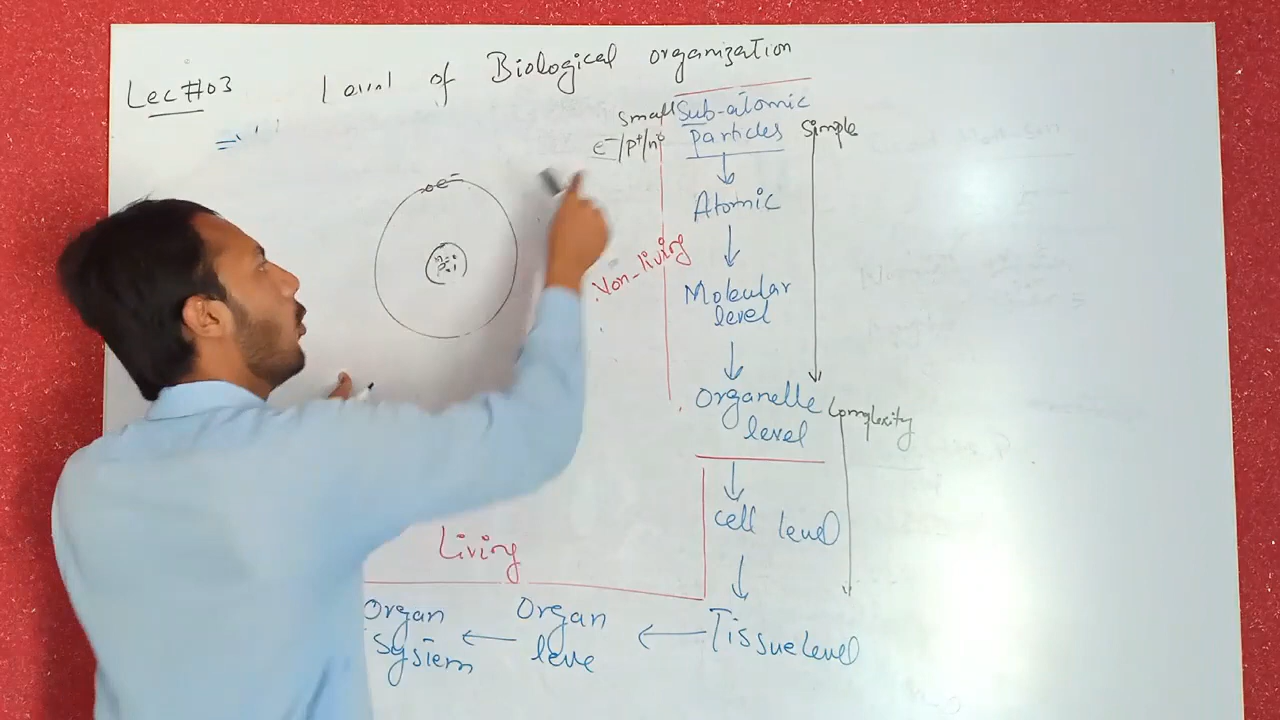 Lec#03
Level of Biological organization
small
Sub-atomic
particles
simple
e⁻/p⁺/n⁰
e⁻
Atomic
Non-living
Molecular
level
Organelle
level
Complexity
cell level
Living
Tissue level
Organ
leve
Organ
System